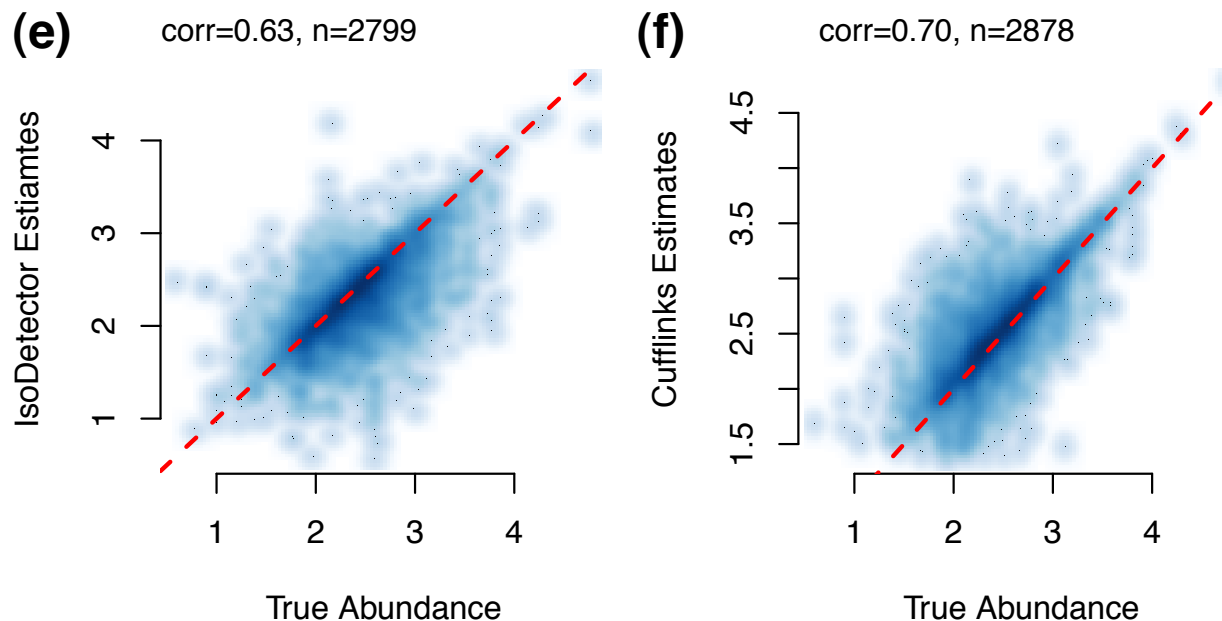 (e) corr=0.63, n=2799
IsoDetector Estiamtes
4
3
2
1
1 2 3 4
True Abundance
(f) corr=0.70, n=2878
Cufflinks Estimates
4.5
3.5
2.5
1.5
1 2 3 4
True Abundance